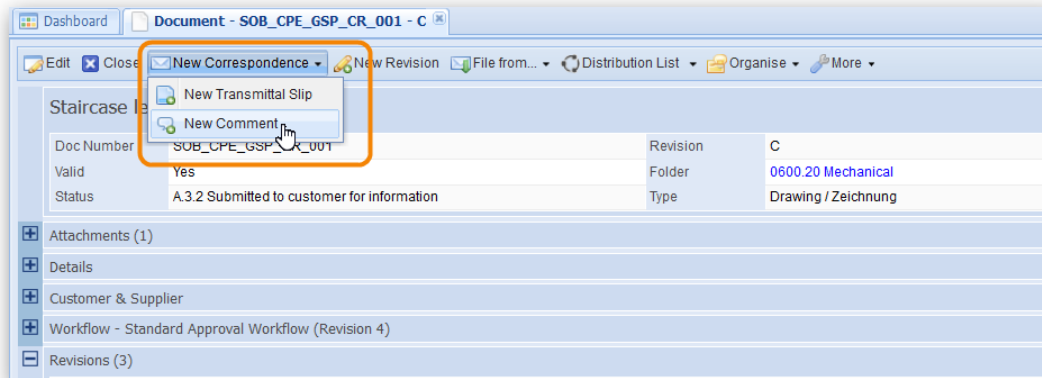 Dashboard Document - SOB_CPE_GSP_CR_001 - C
Edit Close New Correspondence New Revision File from... Distribution List Organise More
New Transmittal Slip
Staircase
New Comment
Doc Number SOB_CPE_GSP_CR_001 Revision C
Valid Yes Folder 0600.20 Mechanical
Status A.3.2 Submitted to customer for information Type Drawing / Zeichnung
Attachments (1)
Details
Customer & Supplier
Workflow - Standard Approval Workflow (Revision 4)
Revisions (3)